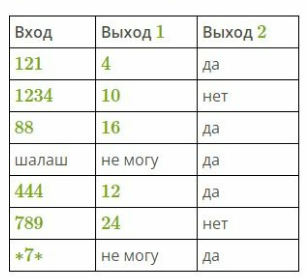 Вход Выход 1 Выход 2
121 4 да
1234 10 нет
88 16 да
шалаш не могу да
444 12 да
789 24 нет
*7* не могу да